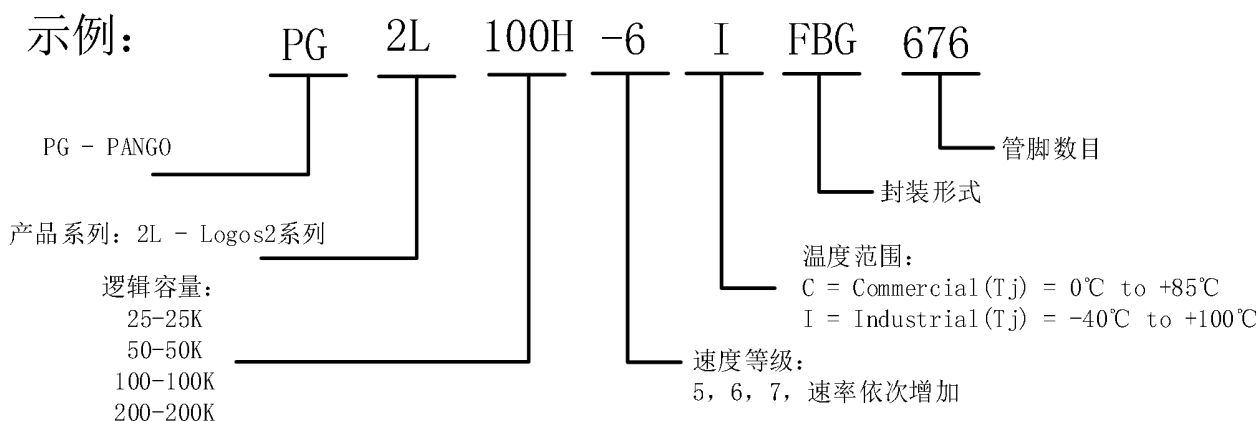 示例：
PG 2L 100H -6 I FBG 676
PG - PANGO
管脚数目
封装形式
产品系列：2L - Logos2系列
温度范围：
C = Commercial(Tj) = 0℃ to +85℃
I = Industrial(Tj) = -40℃ to +100℃
逻辑容量：
25-25K
50-50K
100-100K
200-200K
速度等级：
5，6，7，速率依次增加